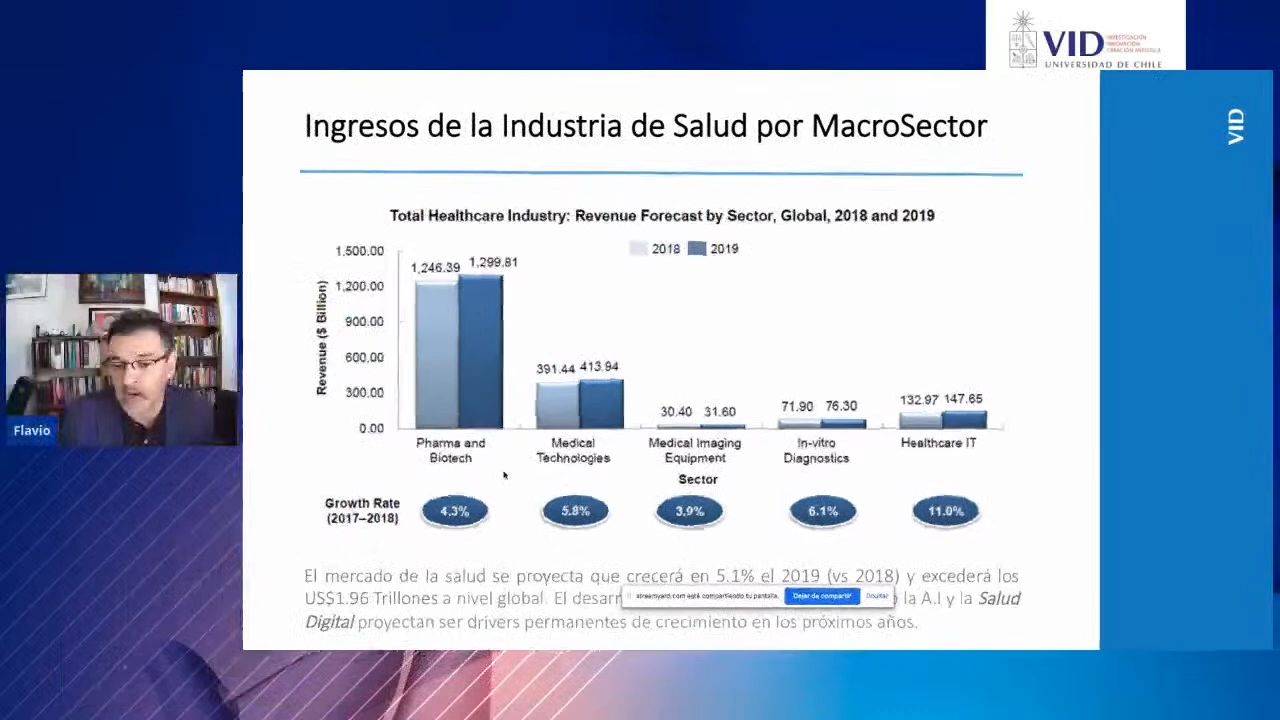 VID
INVESTIGACIÓN
INNOVACIÓN
CREACIÓN ARTÍSTICA
UNIVERSIDAD DE CHILE
VID
Ingresos de la Industria de Salud por MacroSector
Total Healthcare Industry: Revenue Forecast by Sector, Global, 2018 and 2019
2018 2019
Revenue ($ Billion)
1,500.00
1,200.00
900.00
600.00
300.00
0.00
1,246.39 1,299.81
391.44 413.94
30.40 31.60
71.90 76.30
132.97 147.65
Pharma and
Biotech
Medical
Technologies
Medical Imaging
Equipment
In-vitro
Diagnostics
Healthcare IT
Sector
Growth Rate
(2017–2018)
4.3% 5.8% 3.9% 6.1% 11.0%
El mercado de la salud se proyecta que crecerá en 5.1% el 2019 (vs 2018) y excederá los
US$1.96 Trillones a nivel global. El desarr la A.I y la Salud
Digital proyectan ser drivers permanentes de crecimiento en los próximos años.
streamyard.com está compartiendo tu pantalla. Dejar de compartir Ocultar
Flavio